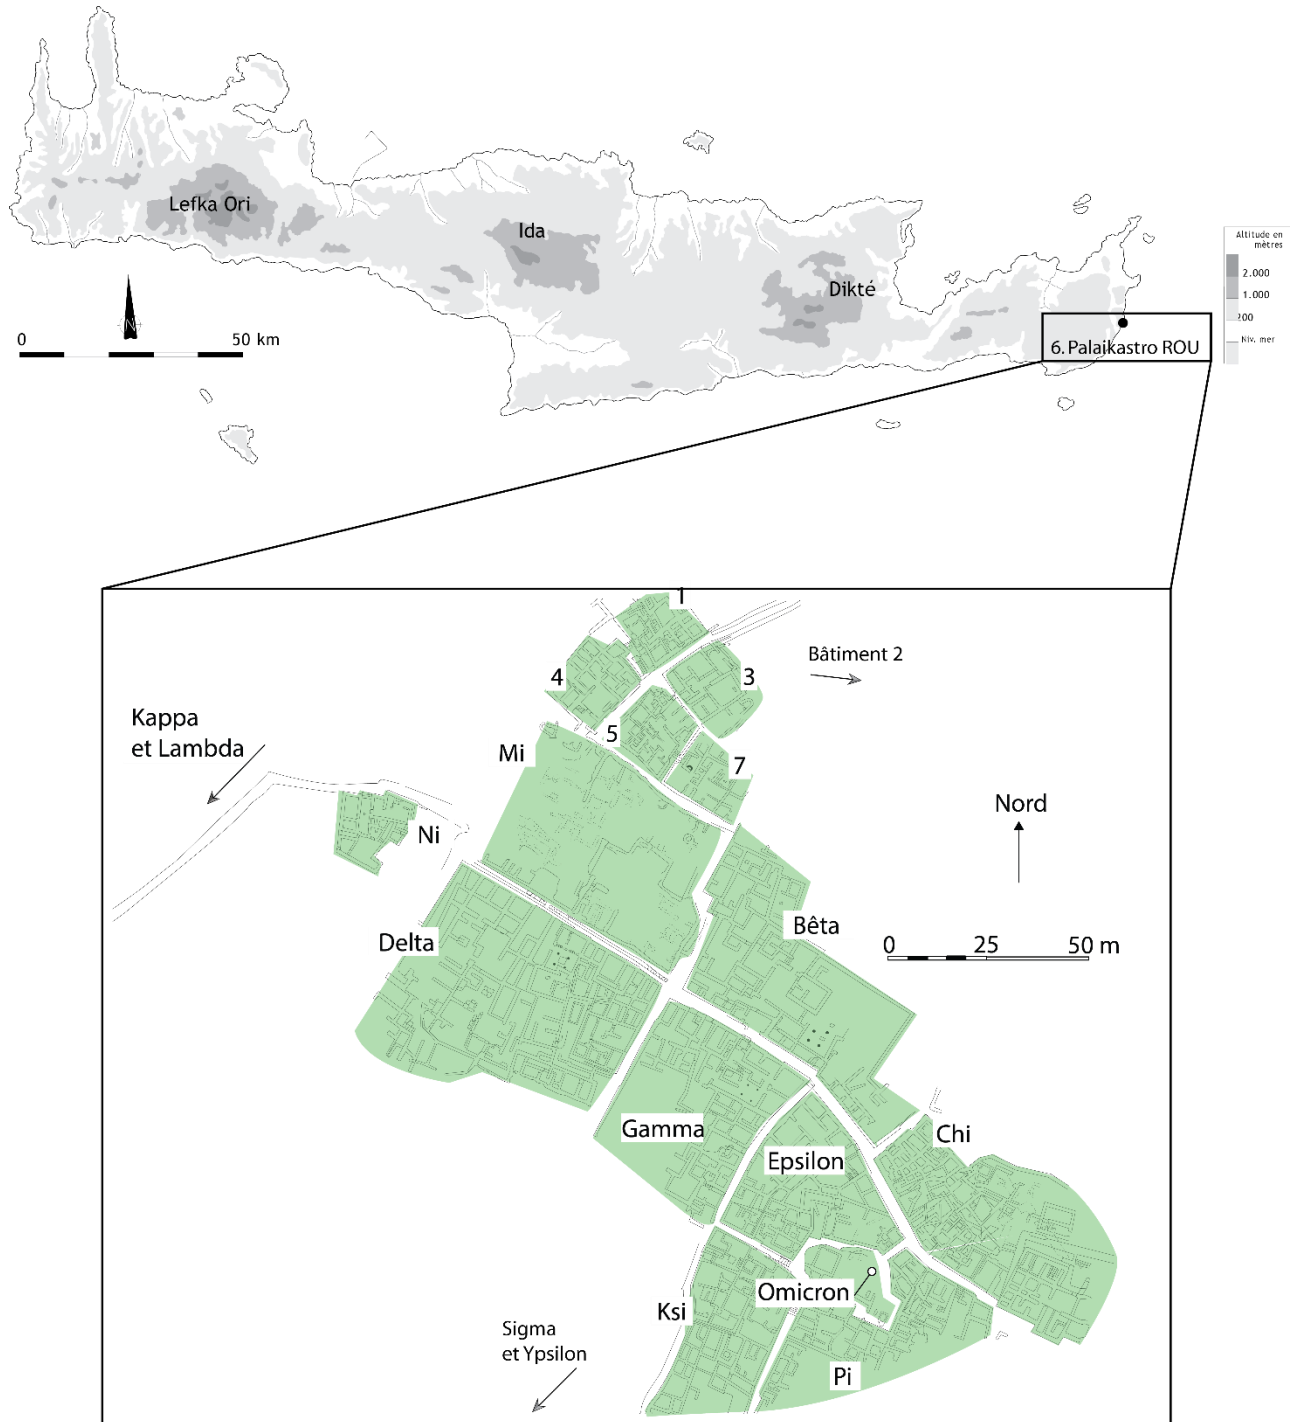 Lefka Ori
Ida
Dikté
Altitude en
mètres
2.000
1.000
200
Niv. mer
N
0 50 km
6. Palaikastro ROU
1
Bâtiment 2
4
3
5
7
Kappa
et Lambda
Mi
Ni
Nord
Delta
Bêta
0 25 50 m
Gamma
Chi
Epsilon
Omicron
Ksi
Sigma
et Ypsilon
Pi